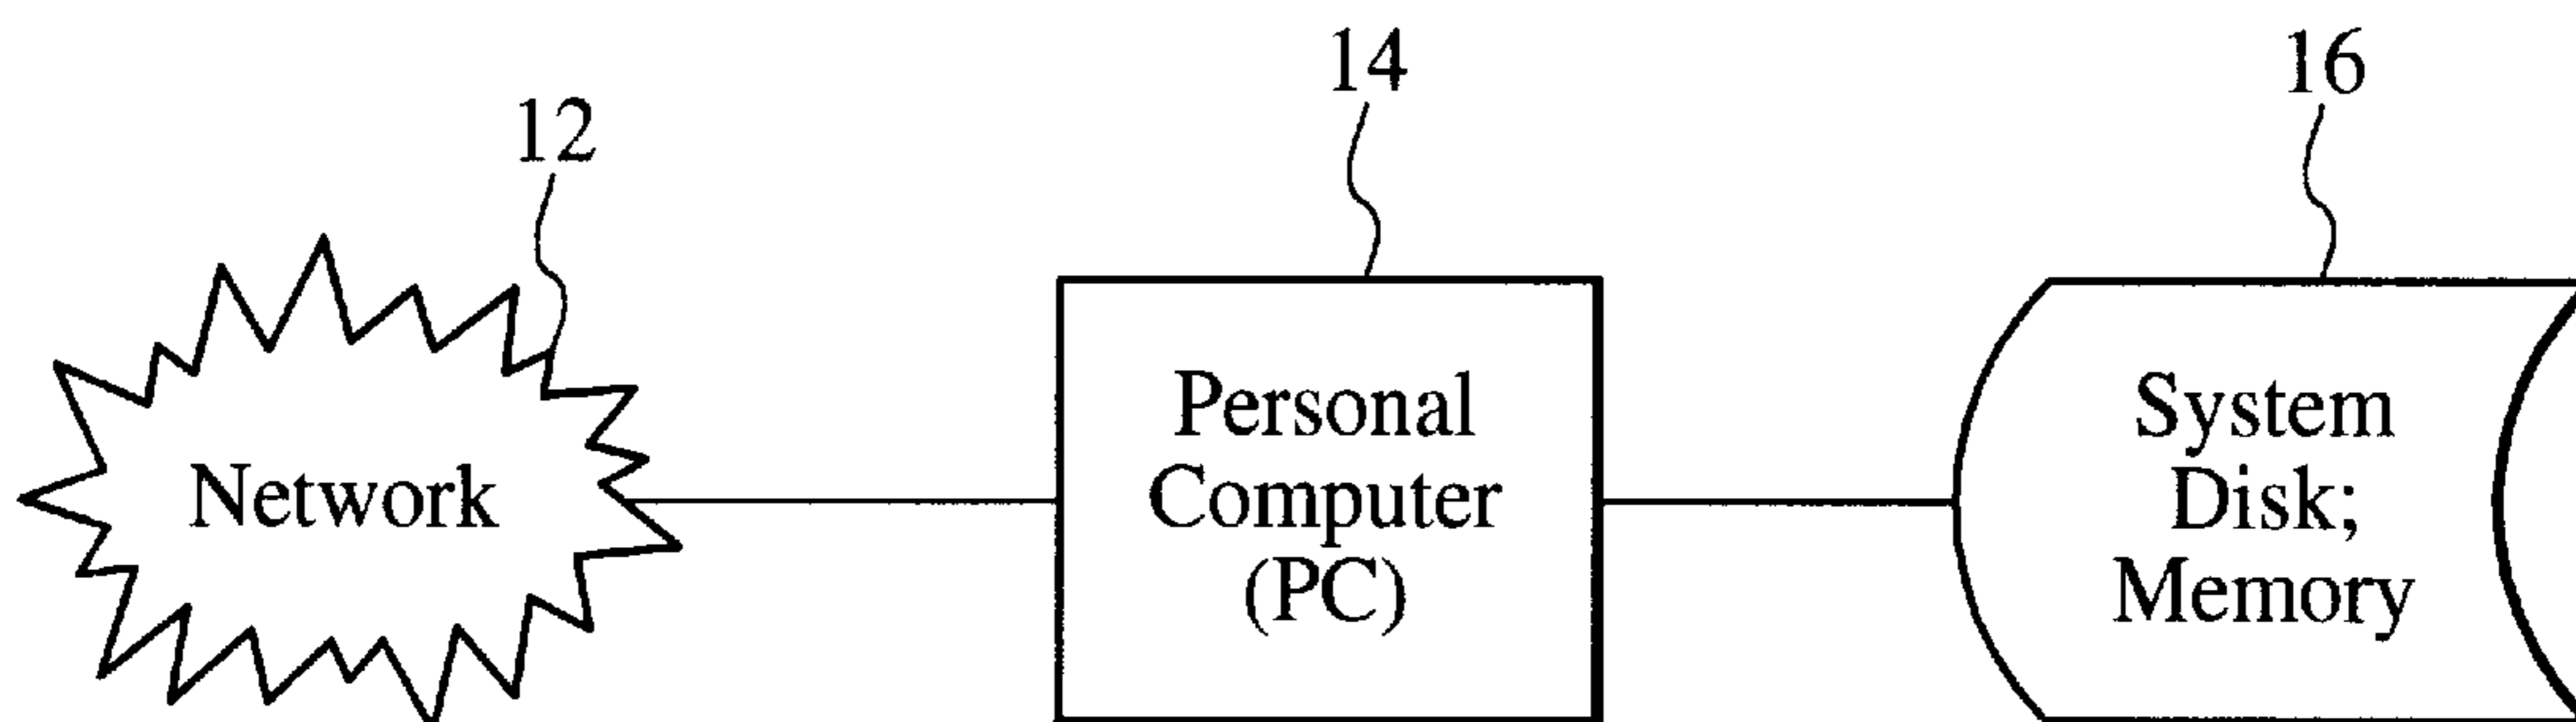 12
14
16
Network
Personal
Computer
(PC)
System
Disk;
Memory